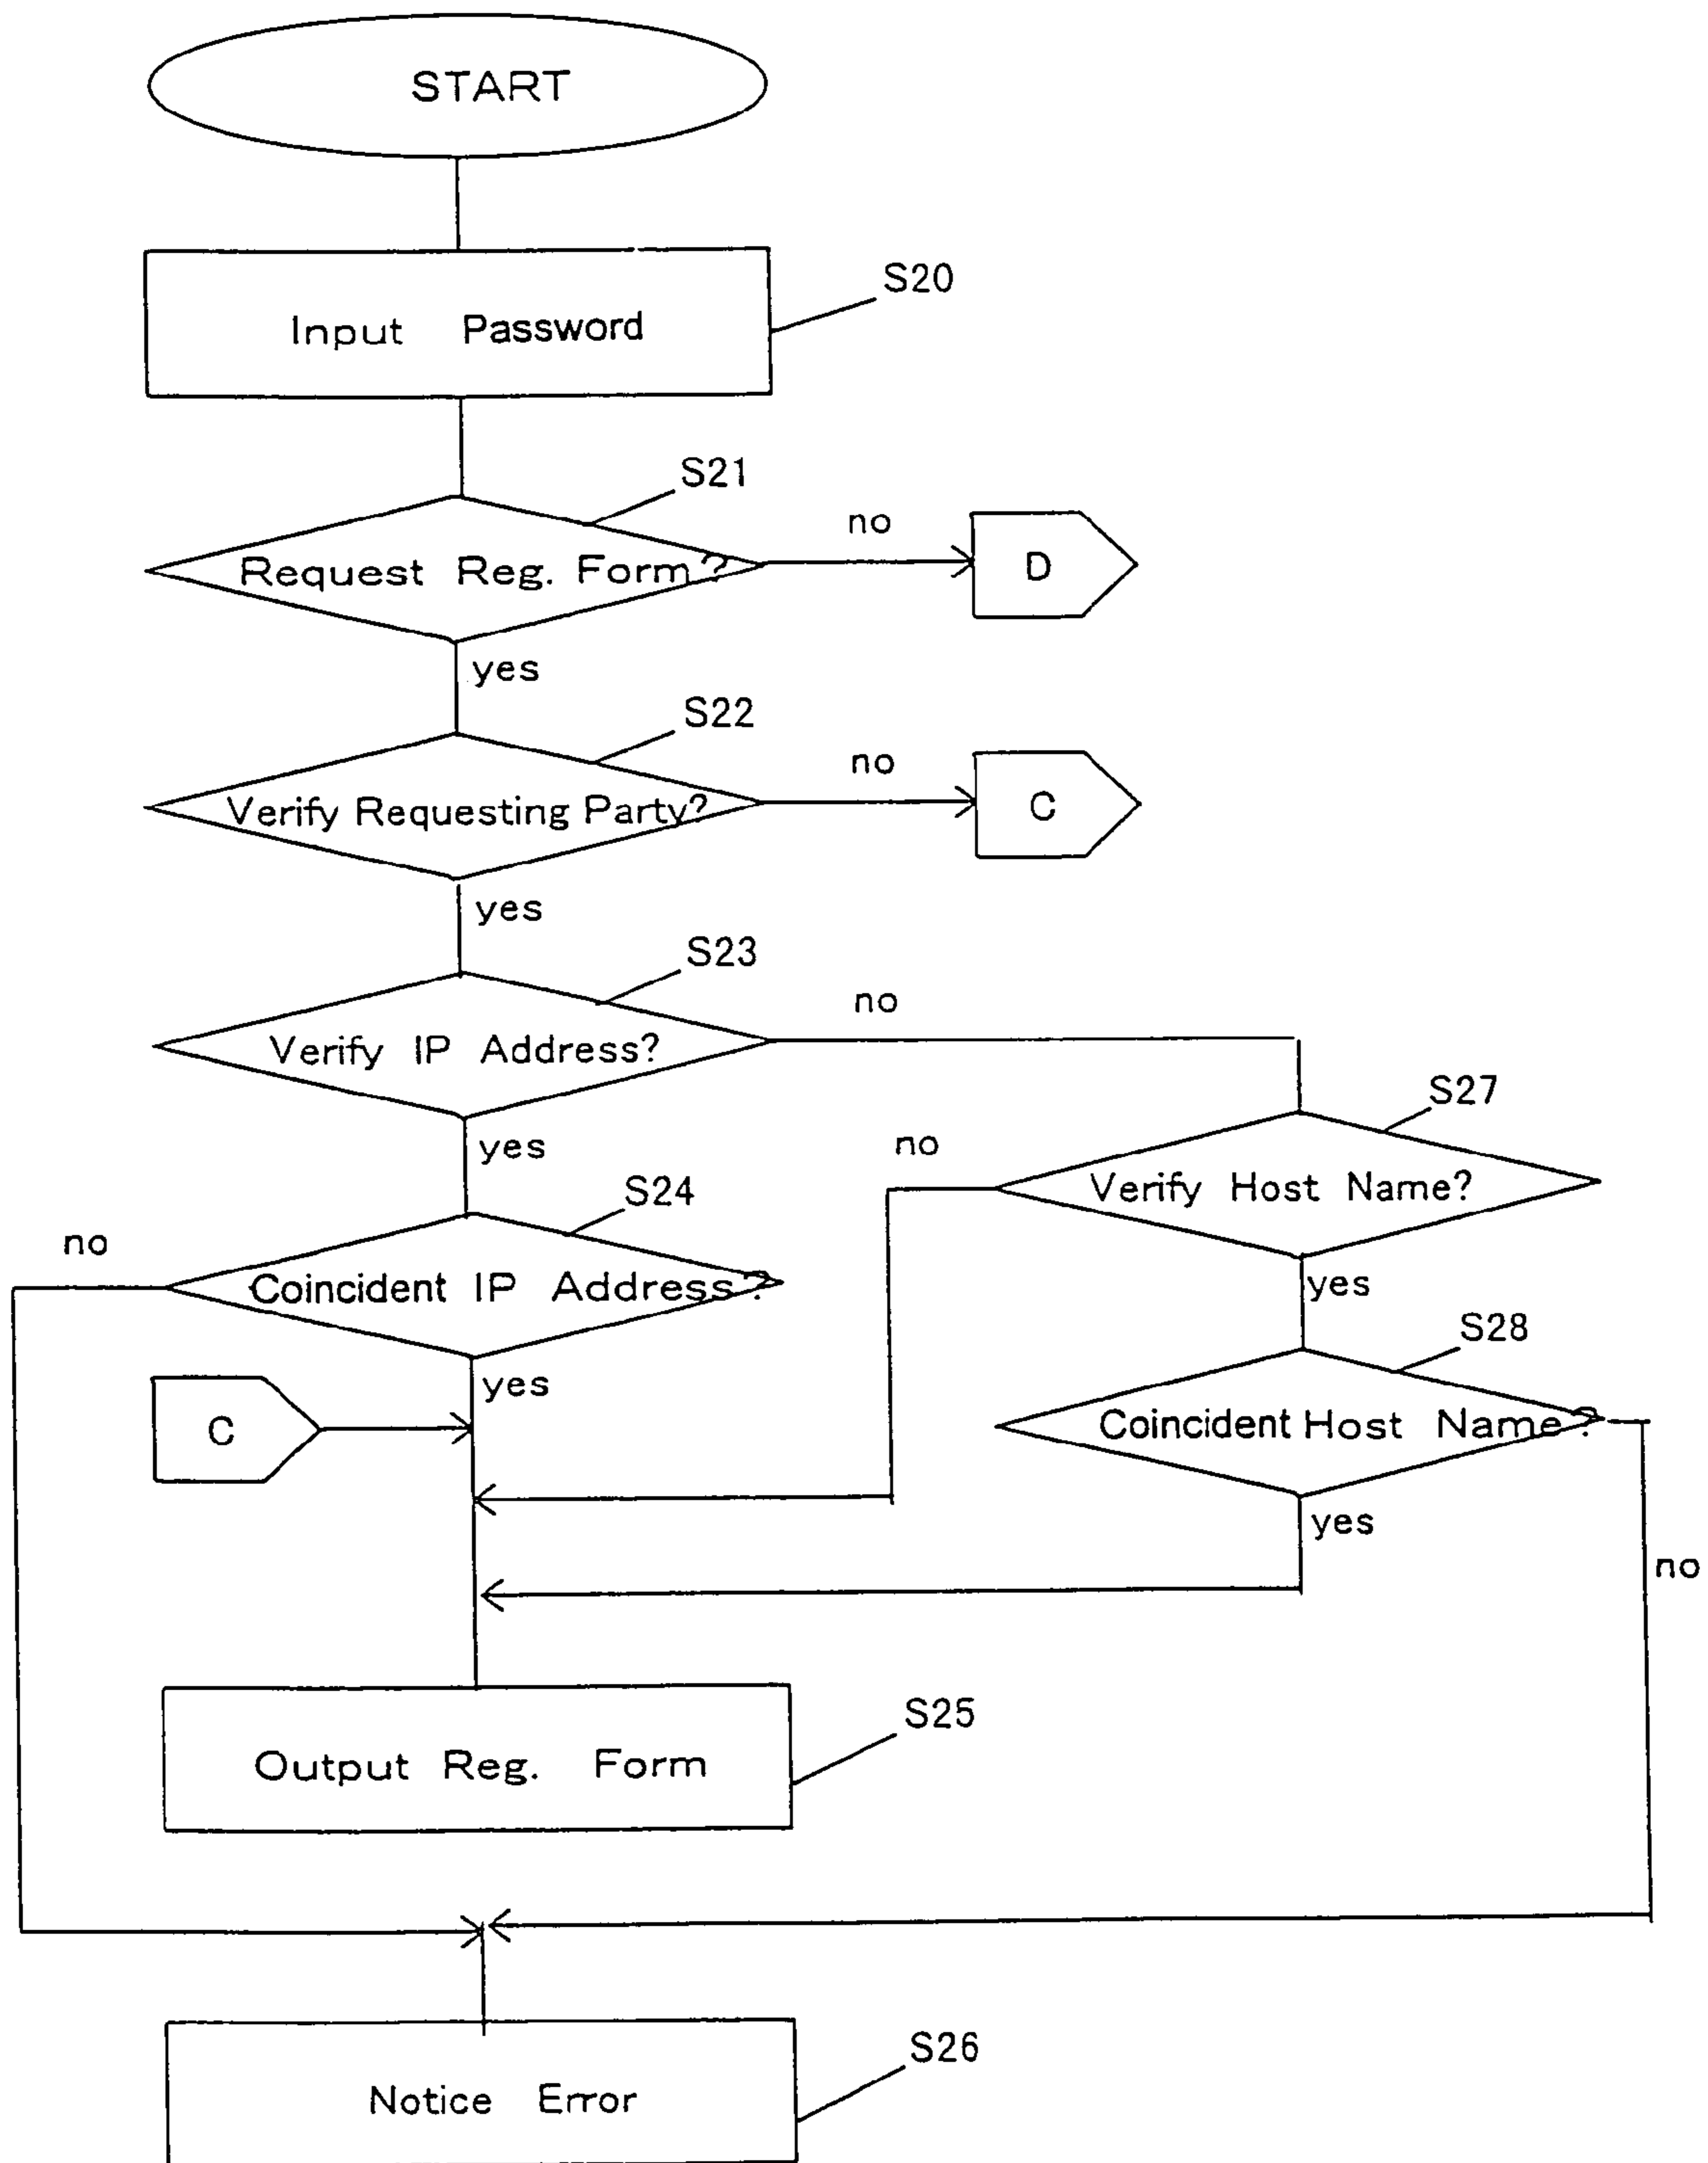 START
Input Password
S20
S21
Request Reg. Form?
no
D
yes
S22
Verify Requesting Party?
no
C
yes
S23
Verify IP Address?
no
yes
S27
Verify Host Name?
no
yes
S24
Coincident IP Address?
no
yes
S28
Coincident Host Name?
C
yes
no
S25
Output Reg. Form
S26
Notice Error